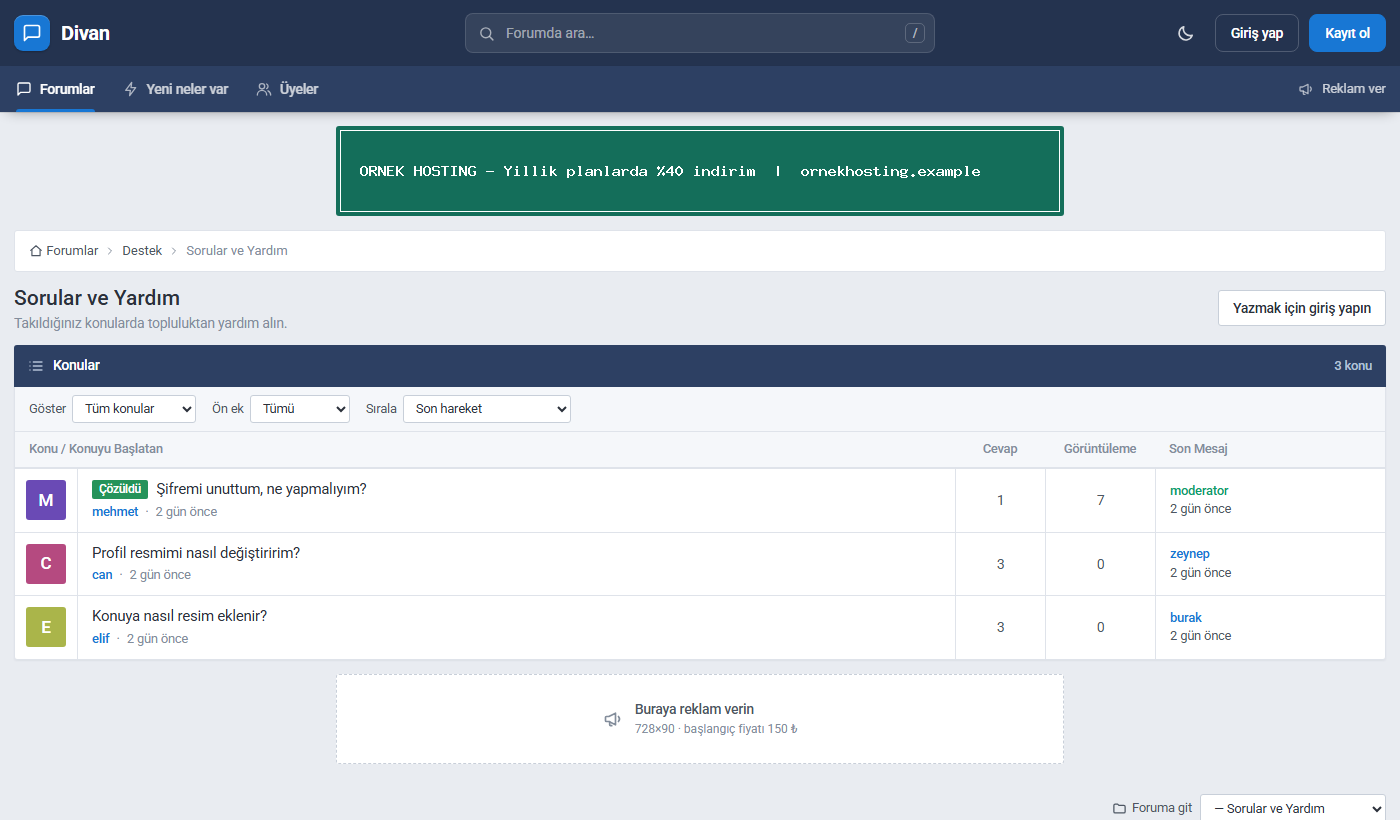 Divan
Forumda ara...
/
Giriş yap
Kayıt ol
Forumlar
Yeni neler var
Üyeler
Reklam ver
ORNEK HOSTING – Yillik planlarda %40 indirim | ornekhosting.example
Forumlar > Destek > Sorular ve Yardım
Sorular ve Yardım
Takıldığınız konularda topluluktan yardım alın.
Yazmak için giriş yapın
Konular
3 konu
Göster Tüm konular Ön ek Tümü Sırala Son hareket
Konu / Konuyu Başlatan Cevap Görüntüleme Son Mesaj
M
Çözüldü Şifremi unuttum, ne yapmalıyım?
mehmet · 2 gün önce
1
7
moderator
2 gün önce
C
Profil resmimi nasıl değiştiririm?
can · 2 gün önce
3
0
zeynep
2 gün önce
E
Konuya nasıl resim eklenir?
elif · 2 gün önce
3
0
burak
2 gün önce
Buraya reklam verin
728×90 · başlangıç fiyatı 150 ₺
Foruma git — Sorular ve Yardım